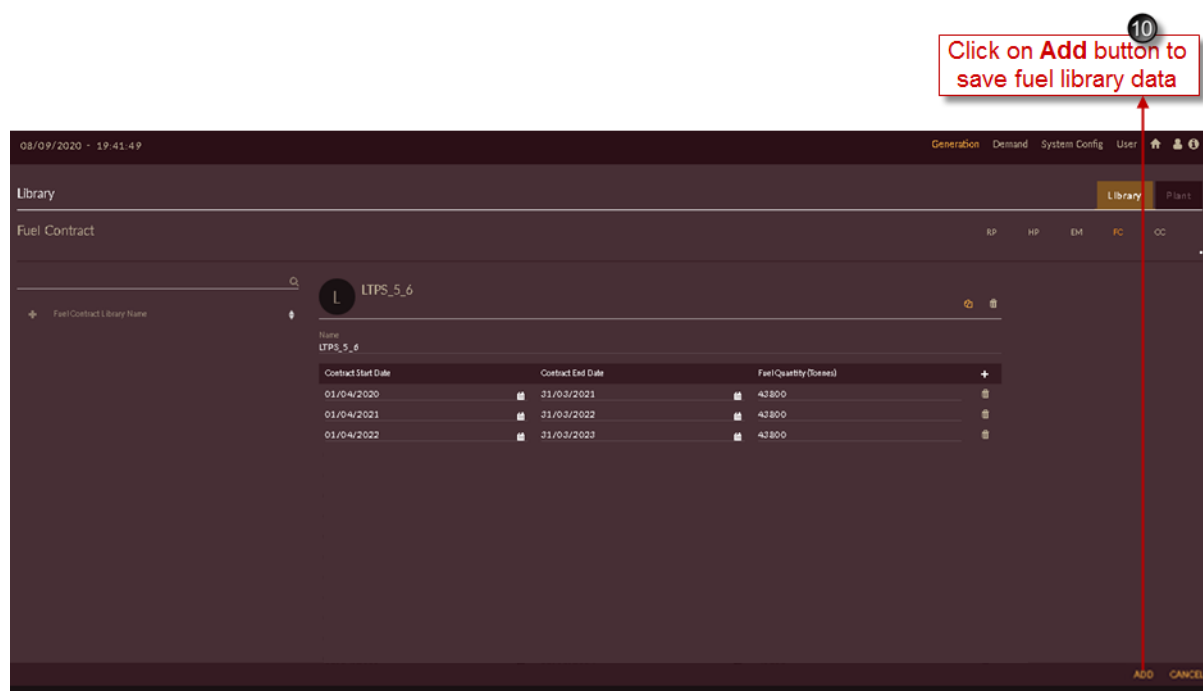 10
Click on Add button to
save fuel library data
08/09/2020 - 19:41:49
Generation Demand System Config User
Library
Library Plant
Fuel Contract
RP HP EM FC CC
L LTPS_5_6
Fuel Contract Library Name
Name
LTPS_5_6
Contract Start Date Contract End Date Fuel Quantity (Tonnes)
01/04/2020 31/03/2021 43800
01/04/2021 31/03/2022 43800
01/04/2022 31/03/2023 43800
ADD CANCEL